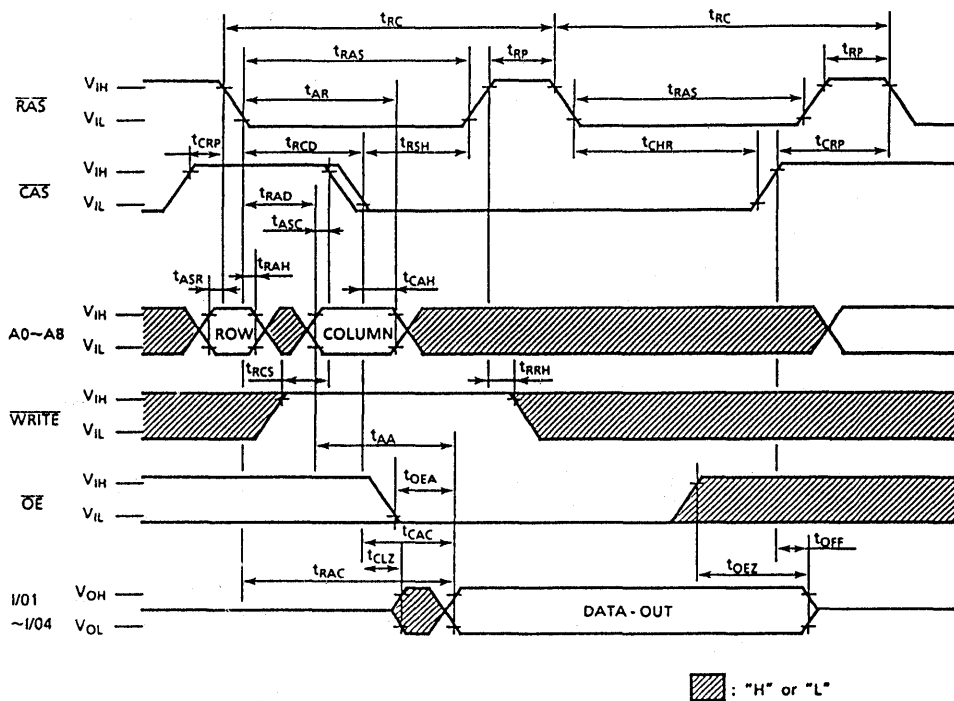 tRC tRC
tRAS tRP tRAS tRP
tAR
RAS VIH
VIL
tCRP tRCD tRSH tCHR tCRP
CAS VIH
VIL
tRAD
tASC
tASR tRAH tCAH
A0~A8 VIH
VIL
ROW COLUMN
tRCS tRRH
WRITE VIH
VIL
tAA
OE VIH
VIL
tOEA
tCAC
tCLZ
tRAC
tOFF
tOEZ
I/01
~I/04
VOH
VOL
DATA - OUT
: "H" or "L"